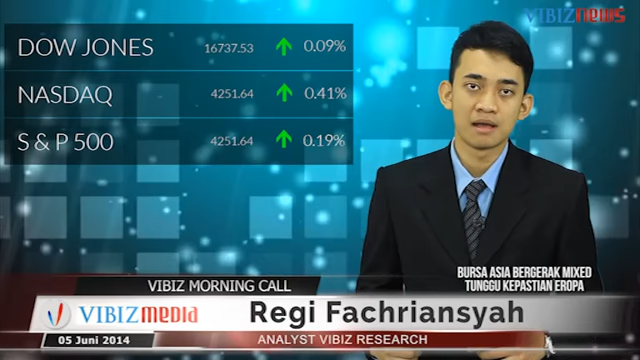 VIBIZNEWS
DOW JONES 16737.53 0.09%
NASDAQ 4251.64 0.41%
S & P 500 4251.64 0.19%
BURSA ASIA BERGERAK MIXED
TUNGGU KEPASTIAN EROPA
VIBIZ MORNING CALL
VIBIZMEDIA Regi Fachriansyah
05 Juni 2014 ANALYST VIBIZ RESEARCH